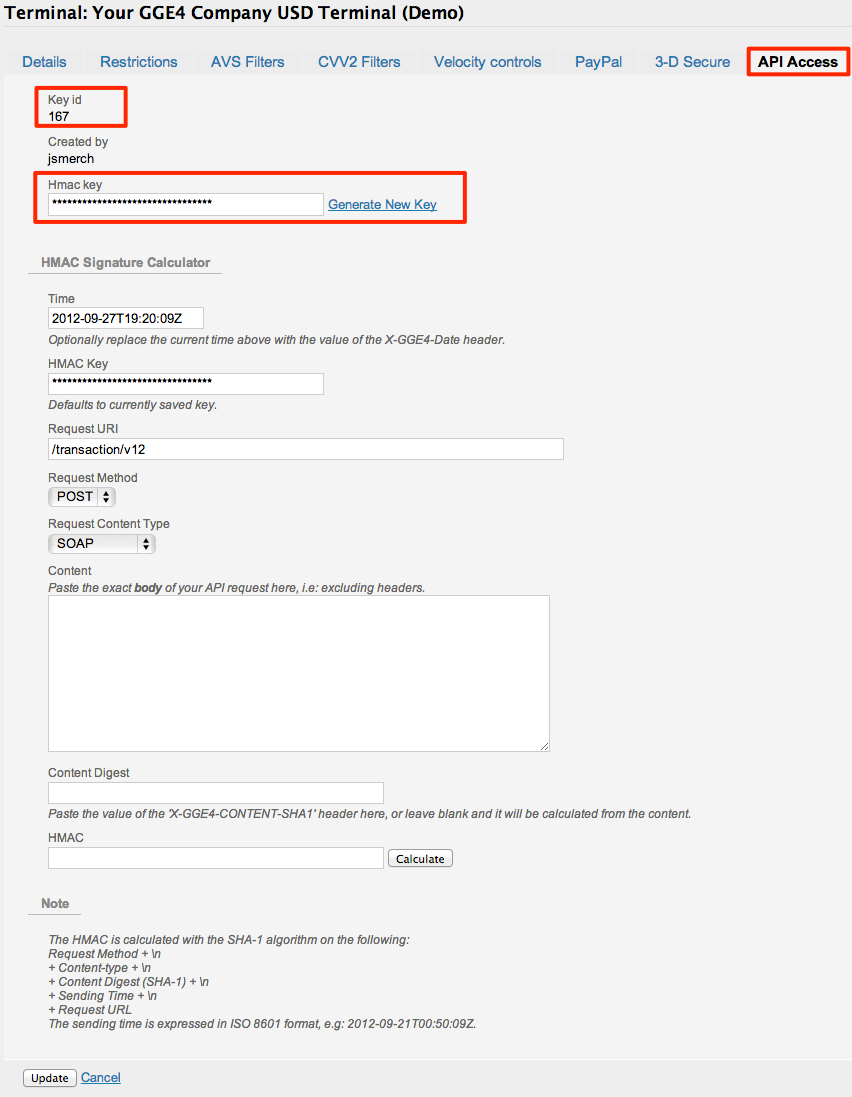 Terminal: Your GGE4 Company USD Terminal (Demo)
Details Restrictions AVS Filters CVV2 Filters Velocity controls PayPal 3-D Secure API Access
Key id
167
Created by
jsmerch
Hmac key
******************************** Generate New Key
HMAC Signature Calculator
Time
2012-09-27T19:20:09Z
Optionally replace the current time above with the value of the X-GGE4-Date header.
HMAC Key
********************************
Defaults to currently saved key.
Request URI
/transaction/v12
Request Method
POST
Request Content Type
SOAP
Content
Paste the exact body of your API request here, i.e: excluding headers.
Content Digest
Paste the value of the 'X-GGE4-CONTENT-SHA1' header here, or leave blank and it will be calculated from the content.
HMAC
Calculate
Note
The HMAC is calculated with the SHA-1 algorithm on the following:
Request Method + \n
+ Content-type + \n
+ Content Digest (SHA-1) + \n
+ Sending Time + \n
+ Request URL
The sending time is expressed in ISO 8601 format, e.g: 2012-09-21T00:50:09Z.
Update Cancel